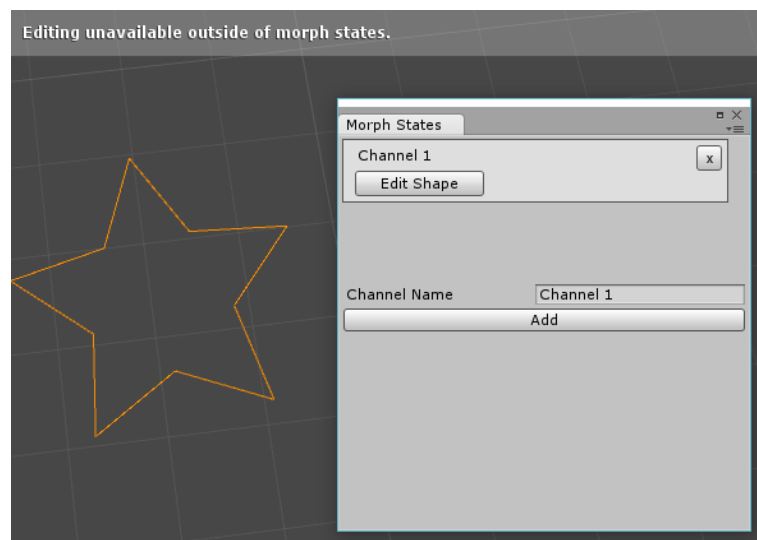 Editing unavailable outside of morph states.
Morph States
Channel 1
x
Edit Shape
Channel Name
Channel 1
Add